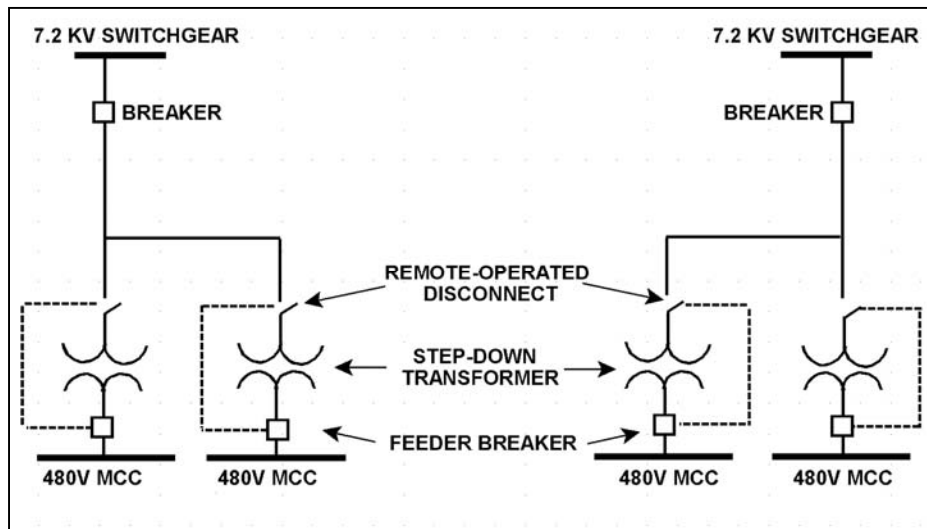 7.2 KV SWITCHGEAR
7.2 KV SWITCHGEAR
BREAKER
BREAKER
REMOTE-OPERATED
DISCONNECT
STEP-DOWN
TRANSFORMER
FEEDER BREAKER
480V MCC
480V MCC
480V MCC
480V MCC